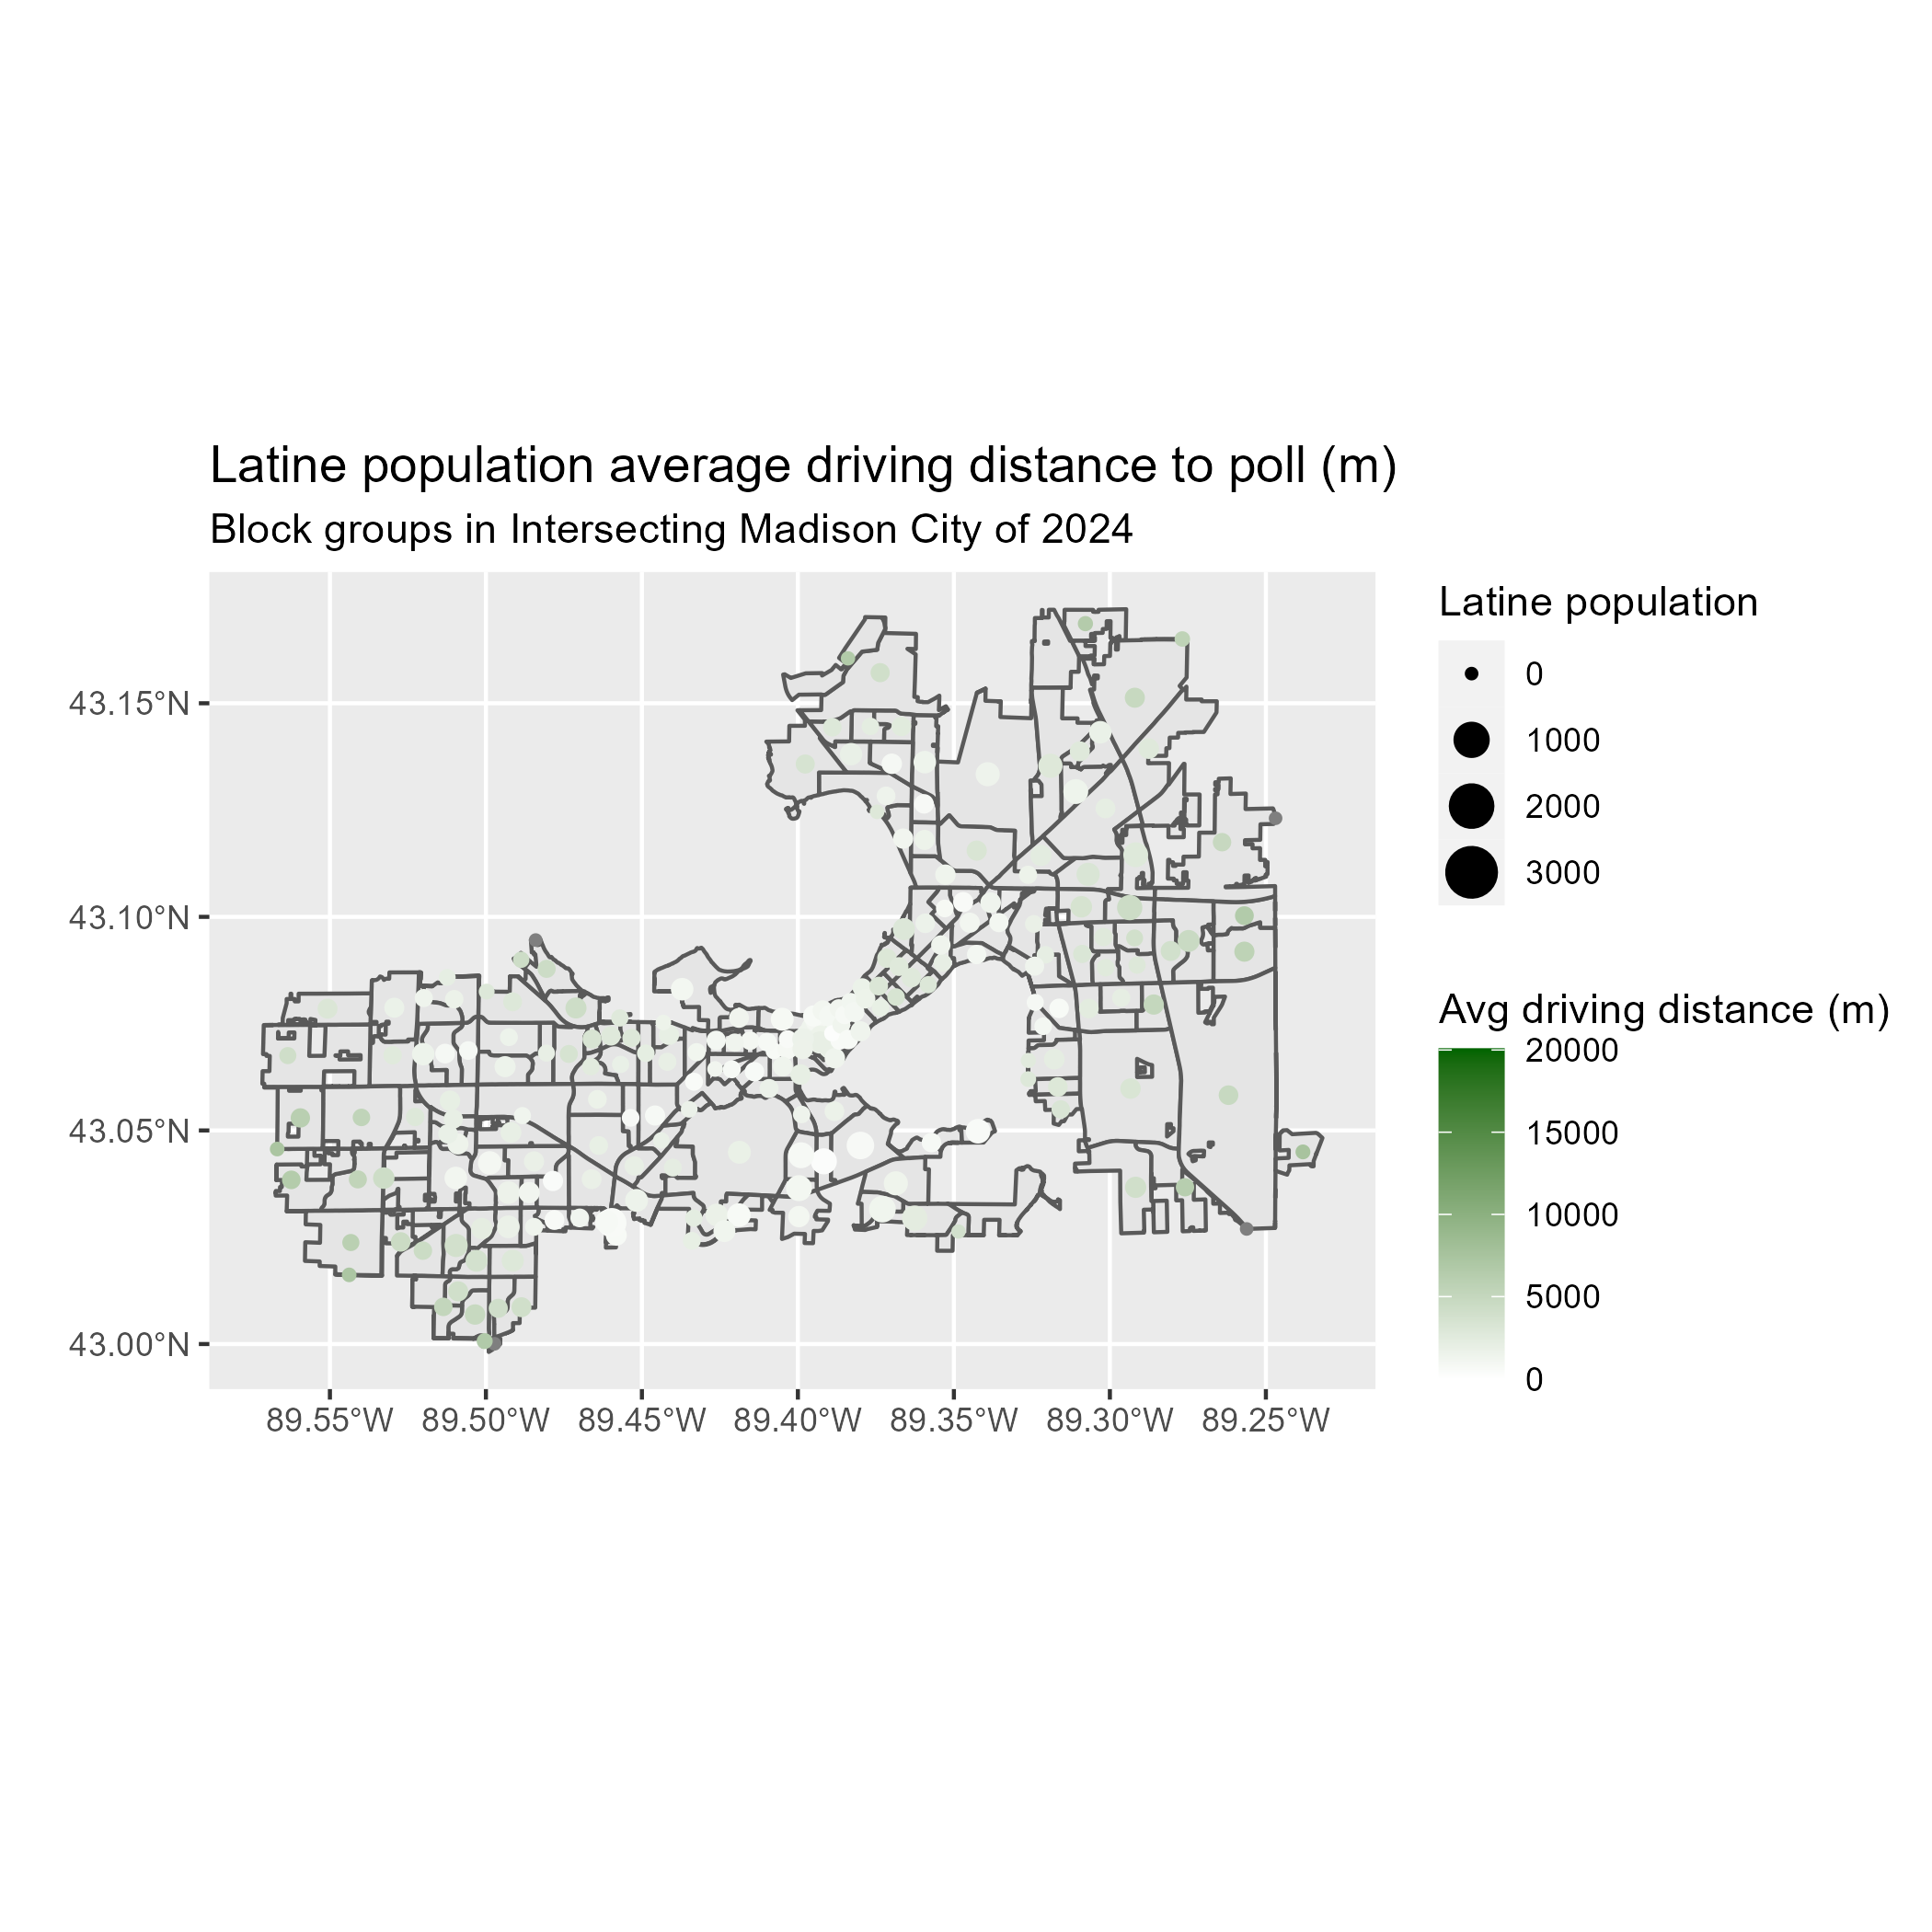 Latine population average driving distance to poll (m)
Block groups in Intersecting Madison City of 2024
43.15°N
43.10°N
43.05°N
43.00°N
89.55°W 89.50°W 89.45°W 89.40°W 89.35°W 89.30°W 89.25°W
Latine population
0
1000
2000
3000
Avg driving distance (m)
20000
15000
10000
5000
0